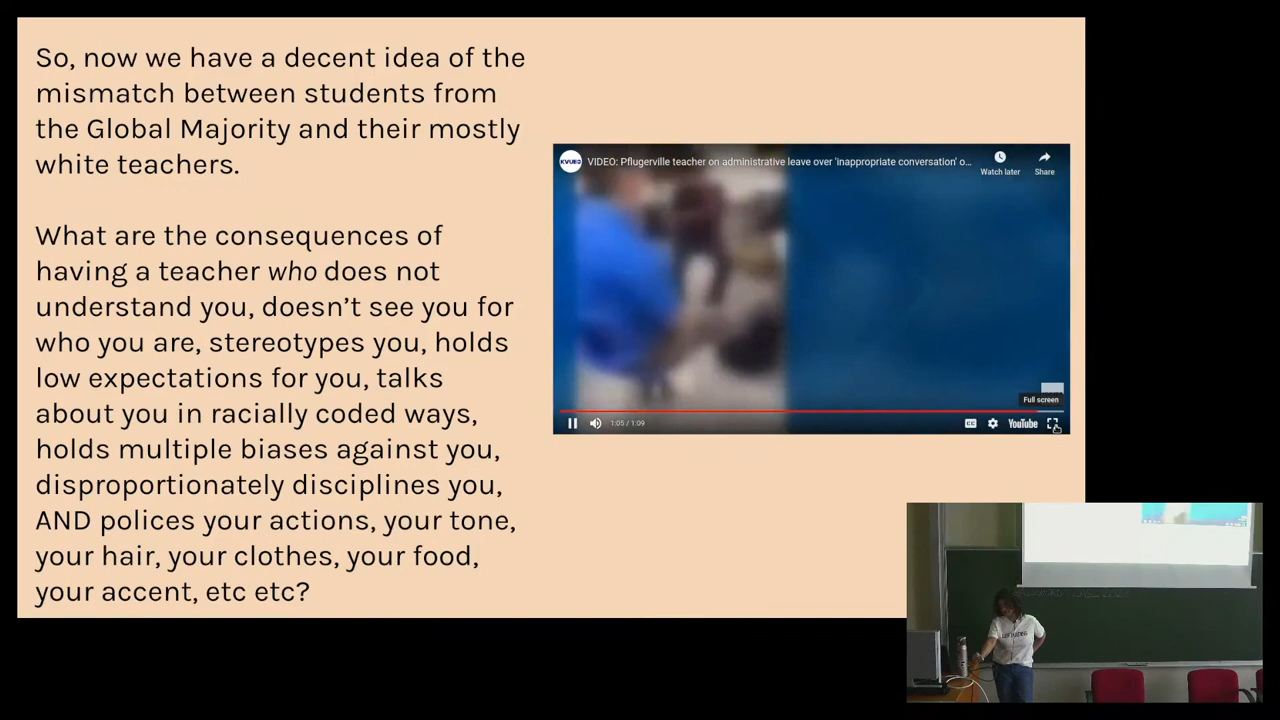 So, now we have a decent idea of the
mismatch between students from
the Global Majority and their mostly
white teachers.
What are the consequences of
having a teacher who does not
understand you, doesn’t see you for
who you are, stereotypes you, holds
low expectations for you, talks
about you in racially coded ways,
holds multiple biases against you,
disproportionately disciplines you,
AND polices your actions, your tone,
your hair, your clothes, your food,
your accent, etc etc?
KVUE
VIDEO: Pflugerville teacher on administrative leave over 'inappropriate conversation' o...
Watch later
Share
Full screen
1:05 / 1:09
CC
YouTube